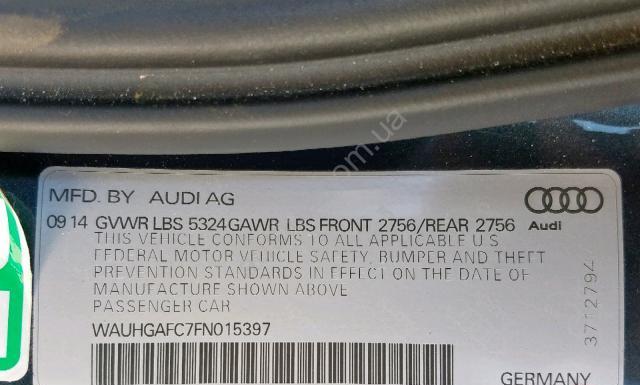 MFD. BY AUDI AG
09 14 GVWR LBS 5324 GAWR LBS FRONT 2756/REAR 2756
Audi
THIS VEHICLE CONFORMS TO ALL APPLICABLE U.S
FEDERAL MOTOR VEHICLE SAFETY, BUMPER AND THEFT
PREVENTION STANDARDS IN EFFECT ON THE DATE OF
MANUFACTURE SHOWN ABOVE
PASSENGER CAR
WAUHGAFC7FN015397
GERMANY
3712794